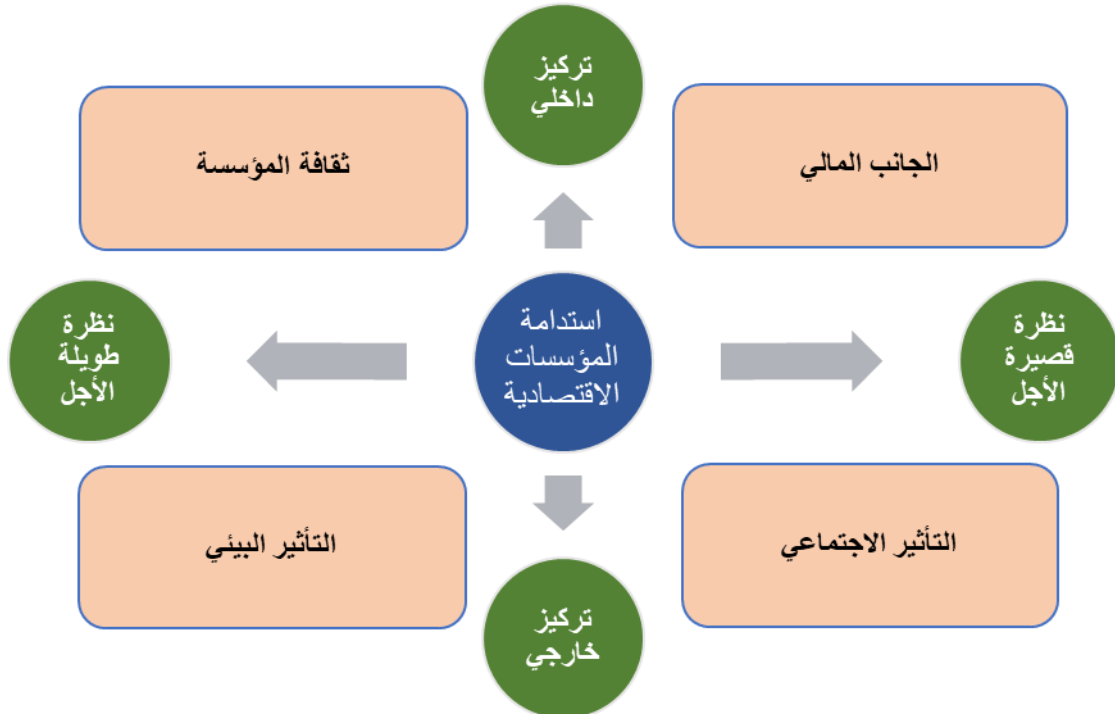 تركيز
داخلي
الجانب المالي
ثقافة المؤسسة
نظرة
قصيرة
الأجل
استدامة
المؤسسات
الاقتصادية
نظرة
طويلة
الأجل
التأثير الاجتماعي
التأثير البيئي
تركيز
خارجي